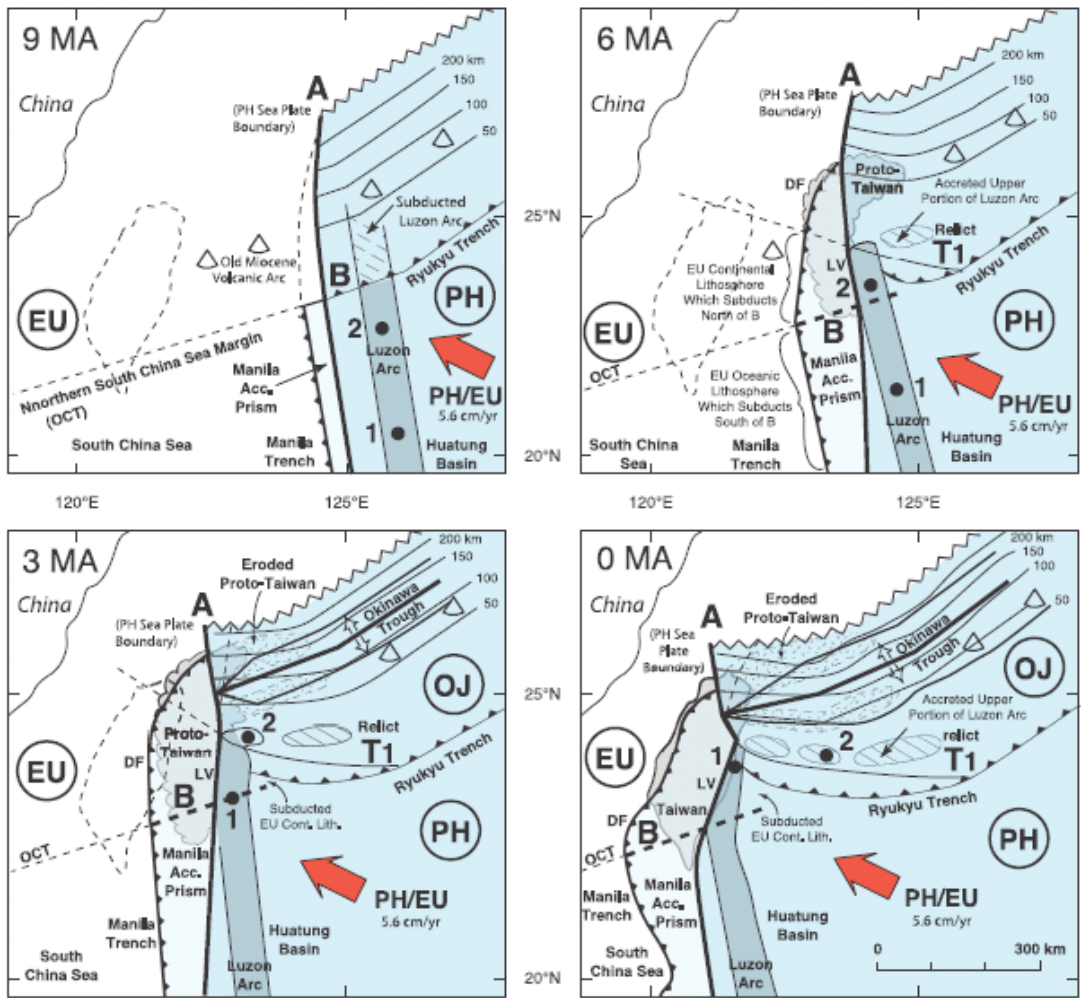 9 MA
China
A
(PH Sea Plate
Boundary)
200 km
150
100
50
Subducted
Luzon Arc
Old Miocene
Volcanic Arc
B
Ryukyu Trench
EU
PH
2
Luzon
Arc
Nnorthern South China Sea Margin
(OCT)
Manila
Acc.
Prism
PH/EU
5.6 cm/yr
1
South China Sea
Manila
Trench
Huatung
Basin
120°E
125°E
6 MA
China
A
(PH Sea Plate
Boundary)
200 km
150
100
50
DF
Proto-
Taiwan
Accreted Upper
Portion of Luzon Arc
25°N
Relict
T1
LV
Ryukyu Trench
EU Continental
Lithosphere
Which Subducts
North of B
2
EU
B
PH
OCT
Manila
Acc.
Prism
EU Oceanic
Lithosphere
Which Subducts
South of B
1
PH/EU
5.6 cm/yr
Luzon
Arc
South China
Sea
Manila
Trench
Huatung
Basin
20°N
120°E
125°E
3 MA
China
Eroded
Proto-Taiwan
A
(PH Sea Plate
Boundary)
200 km
150
100
50
Okinawa
Trough
OJ
2
Relict
T1
Proto-
Taiwan
DF
LV
EU
B
1
Ryukyu Trench
Subducted
EU Cont. Lith.
PH
OCT
Manila
Acc.
Prism
PH/EU
5.6 cm/yr
Manila
Trench
Huatung
Basin
South
China Sea
Luzon
Arc
0 MA
China
Eroded
Proto-Taiwan
A
(PH Sea
Plate
Boundary)
200 km
150
100
50
Okinawa
Trough
OJ
25°N
Accreted Upper
Portion of Luzon Arc
relict
T1
2
1
LV
EU
Taiwan
DF
B
Ryukyu Trench
Subducted
EU Cont. Lith.
PH
OCT
Manila
Trench
Manila
Acc.
Prism
PH/EU
5.6 cm/yr
Huatung
Basin
South
China Sea
Luzon
Arc
0
300 km
20°N